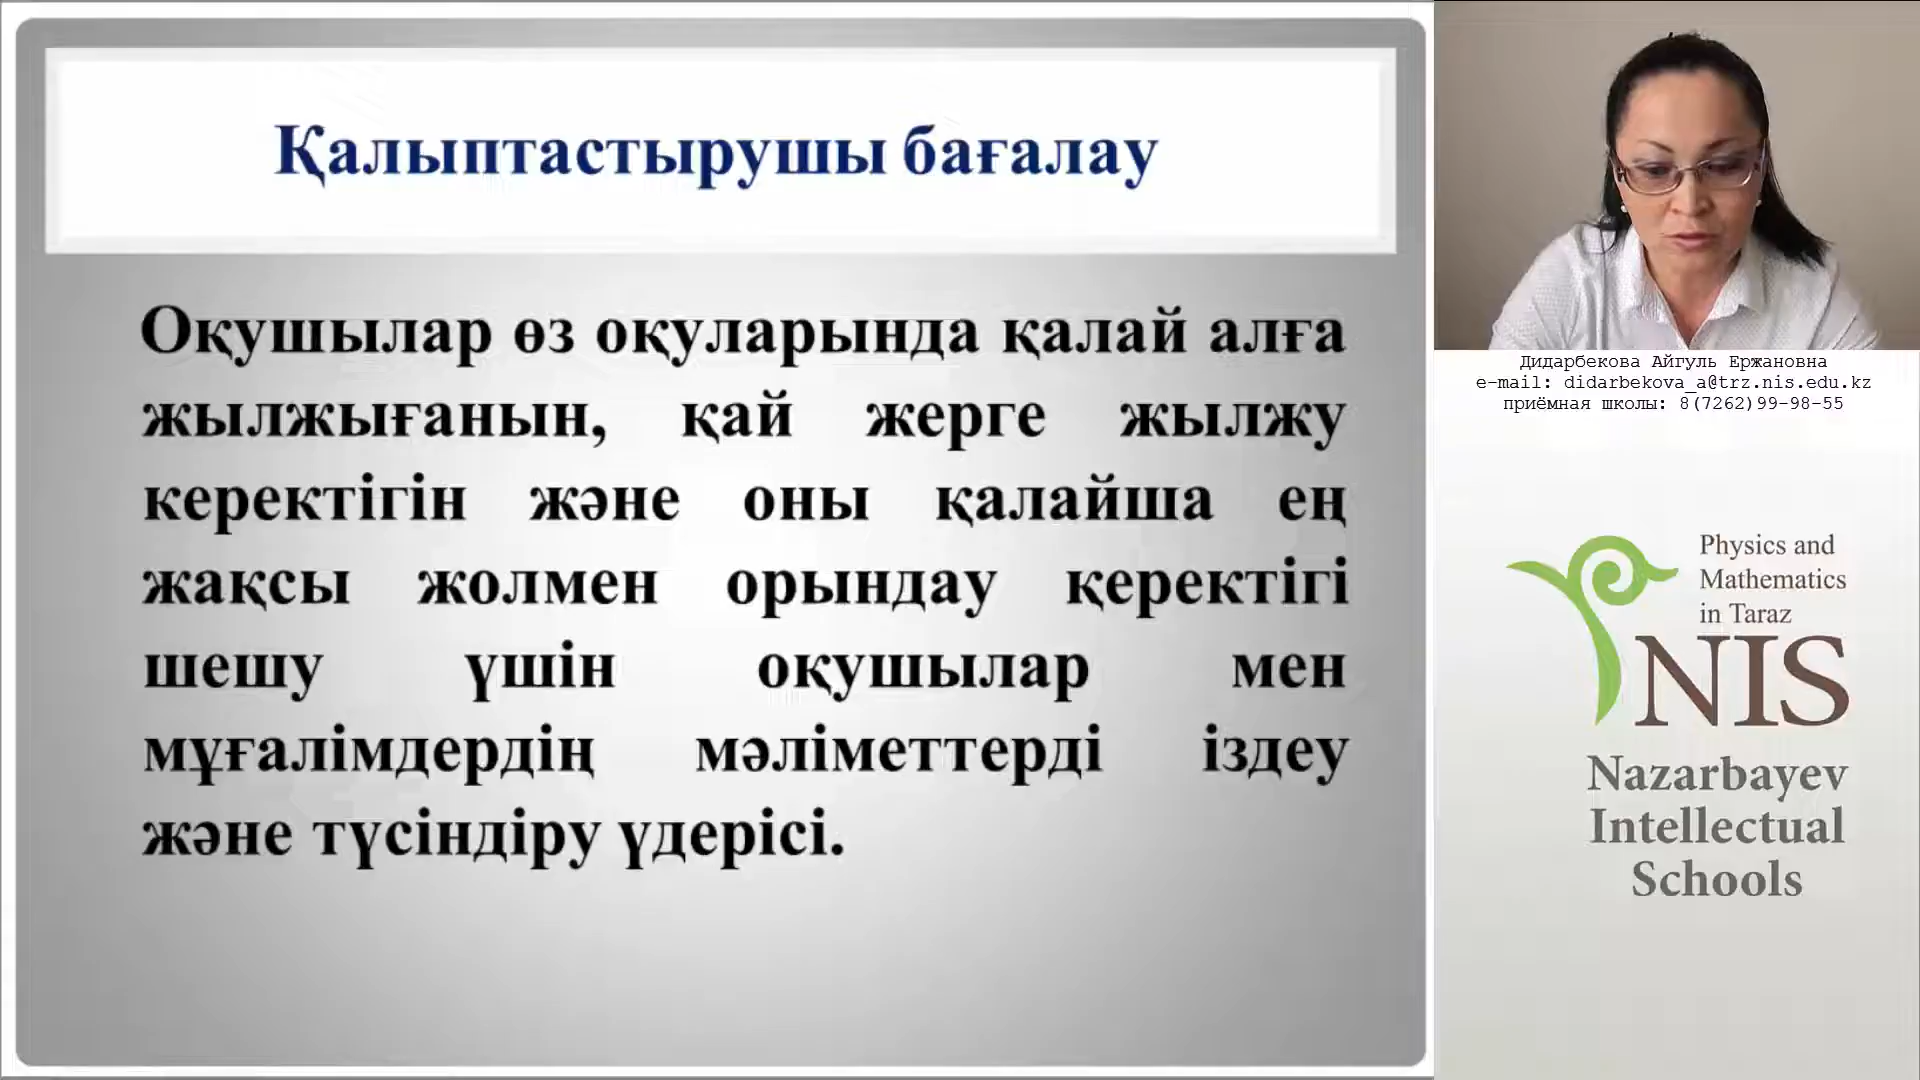 Қалыптастырушы бағалау
Оқушылар өз оқуларында қалай алға
жылжығанын, қай жерге жылжу
керектігін және оны қалайша ең
жақсы жолмен орындау қеректігі
шешу үшін оқушылар мен
мұғалімдердің мәліметтерді іздеу
және түсіндіру үдерісі.
Дидарбекова Айгуль Ержановна
e-mail: didarbekova_a@trz.nis.edu.kz
приёмная школы: 8(7262)99-98-55
Physics and
Mathematics
in Taraz
NIS
Nazarbayev
Intellectual
Schools